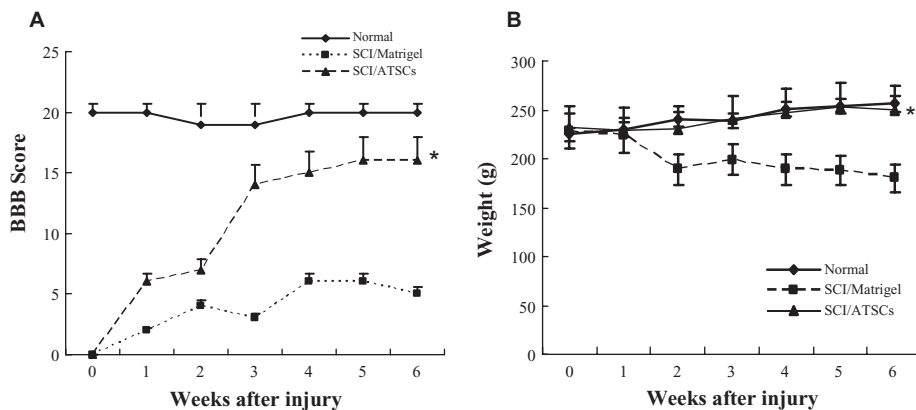 A
Normal
SCI/Matrigel
SCI/ATSCs
25
20
15
10
5
0
BBB Score
*
0 1 2 3 4 5 6
Weeks after injury
B
300
250
200
150
100
50
0
Weight (g)
*
Normal
SCI/Matrigel
SCI/ATSCs
0 1 2 3 4 5 6
Weeks after injury